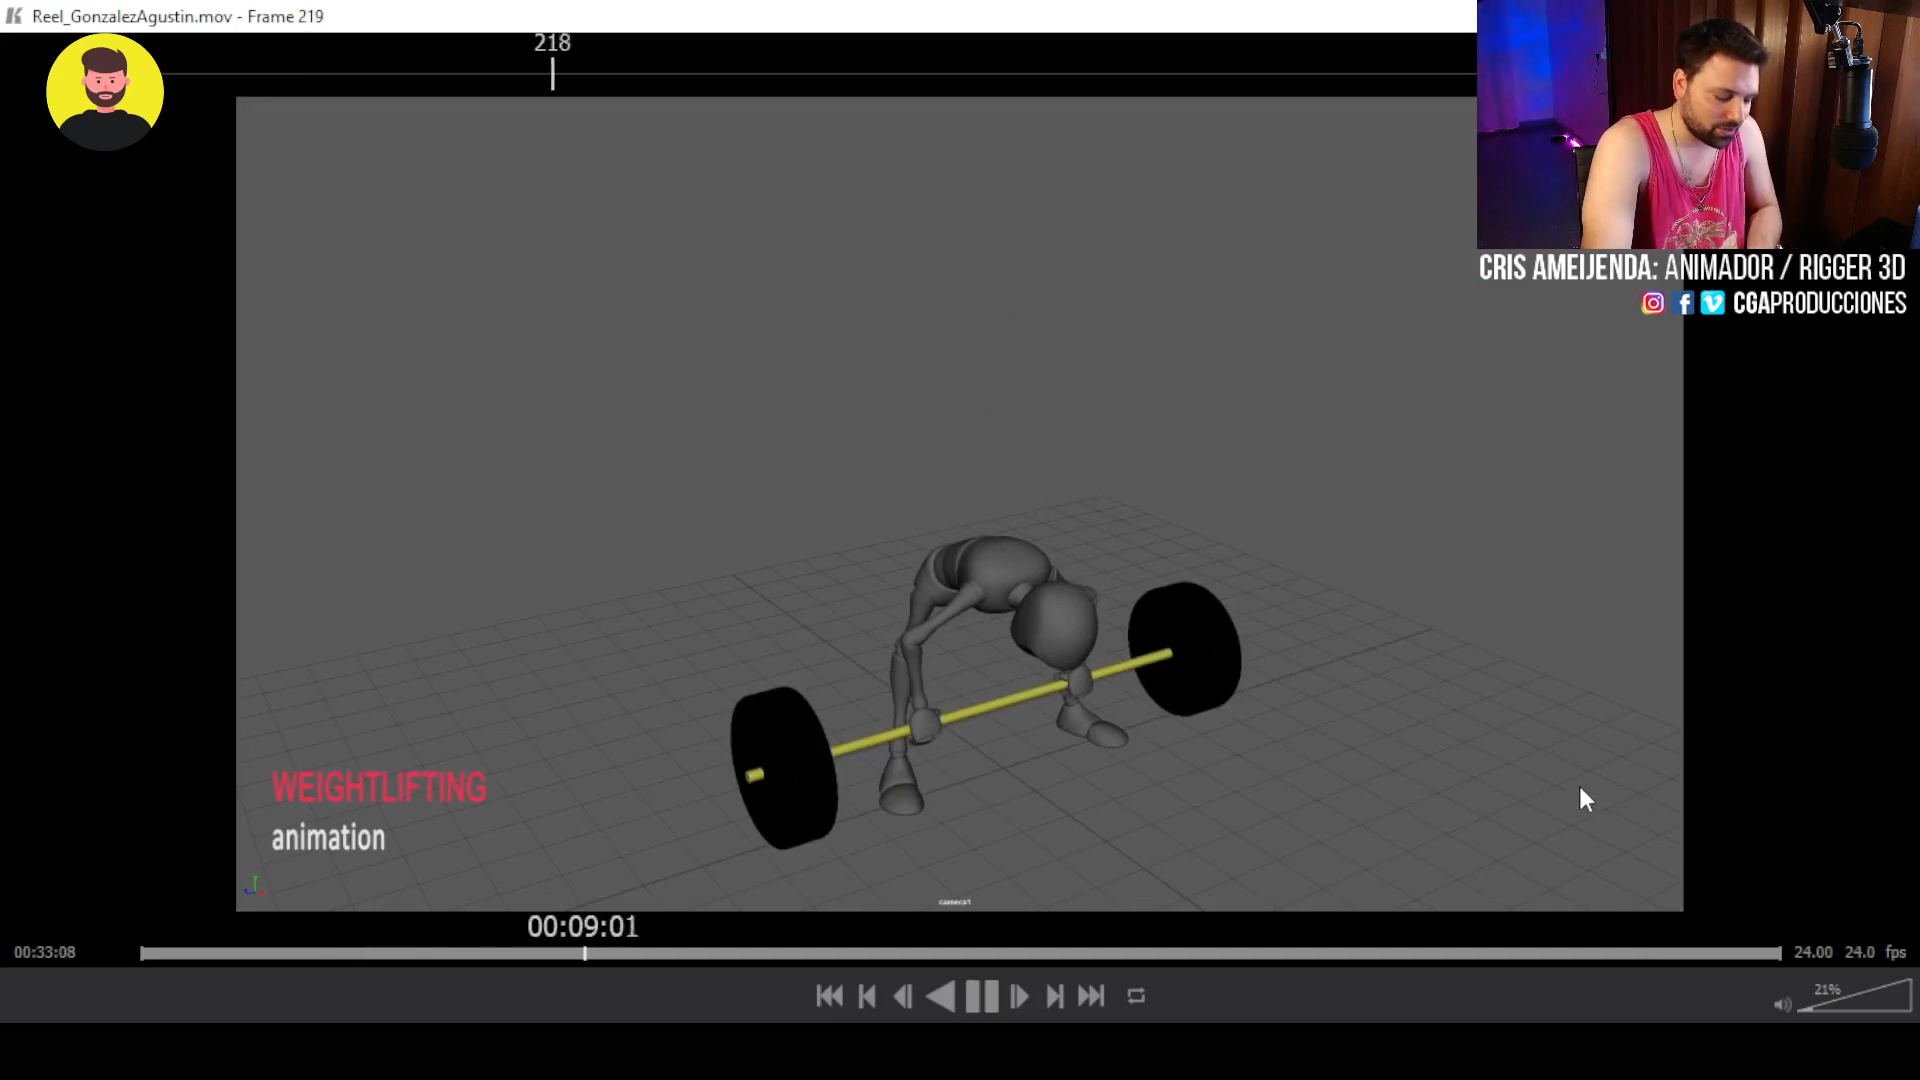 Reel_GonzalezAgustin.mov - Frame 219
218
CRIS AMEIJENDA: ANIMADOR / RIGGER 3D
CGAPRODUCCIONES
WEIGHTLIFTING
animation
camera1
00:09:01
00:33:08
24.00 24.0 fps
21%